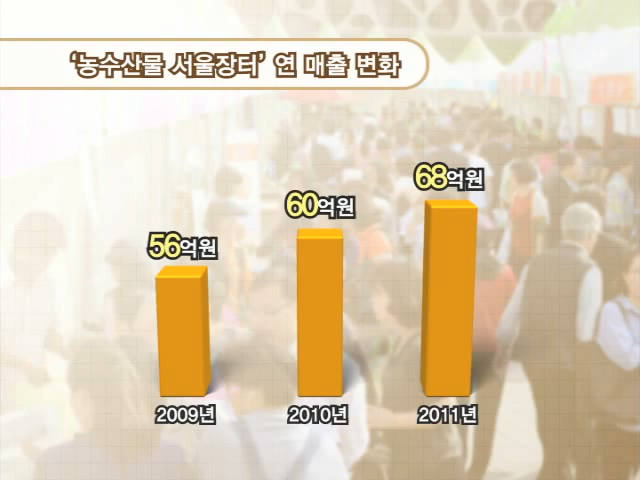 ‘농수산물 서울장터’ 연 매출 변화
56억원
60억원
68억원
2009년
2010년
2011년